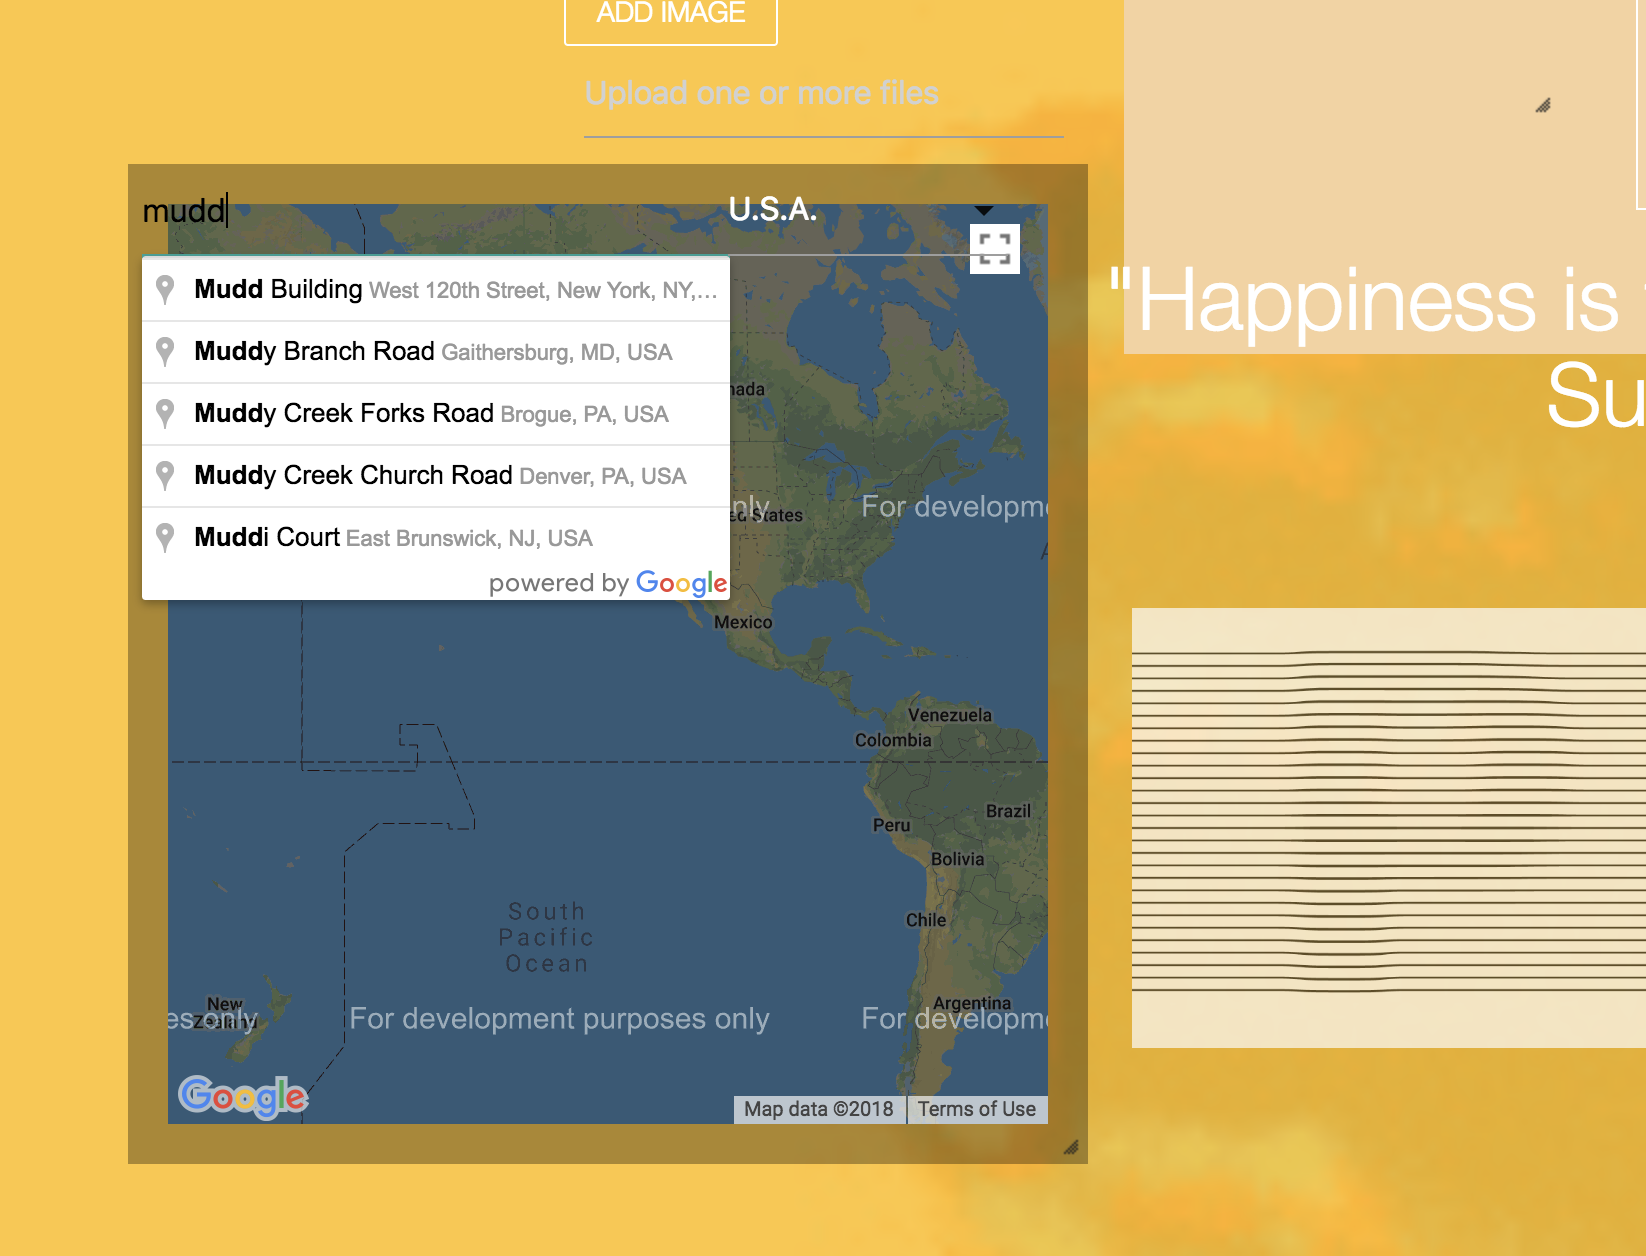 ADD IMAGE
Upload one or more files
mudd
U.S.A.
Mudd Building West 120th Street, New York, NY,...
Muddy Branch Road Gaithersburg, MD, USA
Muddy Creek Forks Road Brogue, PA, USA
Muddy Creek Church Road Denver, PA, USA
Muddi Court East Brunswick, NJ, USA
powered by Google
"Happiness is
Su
nada
ed States
nly
For developme
Mexico
Venezuela
Colombia
Brazil
Peru
Bolivia
Chile
South
Pacific
Ocean
Argentina
New
Zealand
es only
For development purposes only
For developme
Google
Map data ©2018
Terms of Use